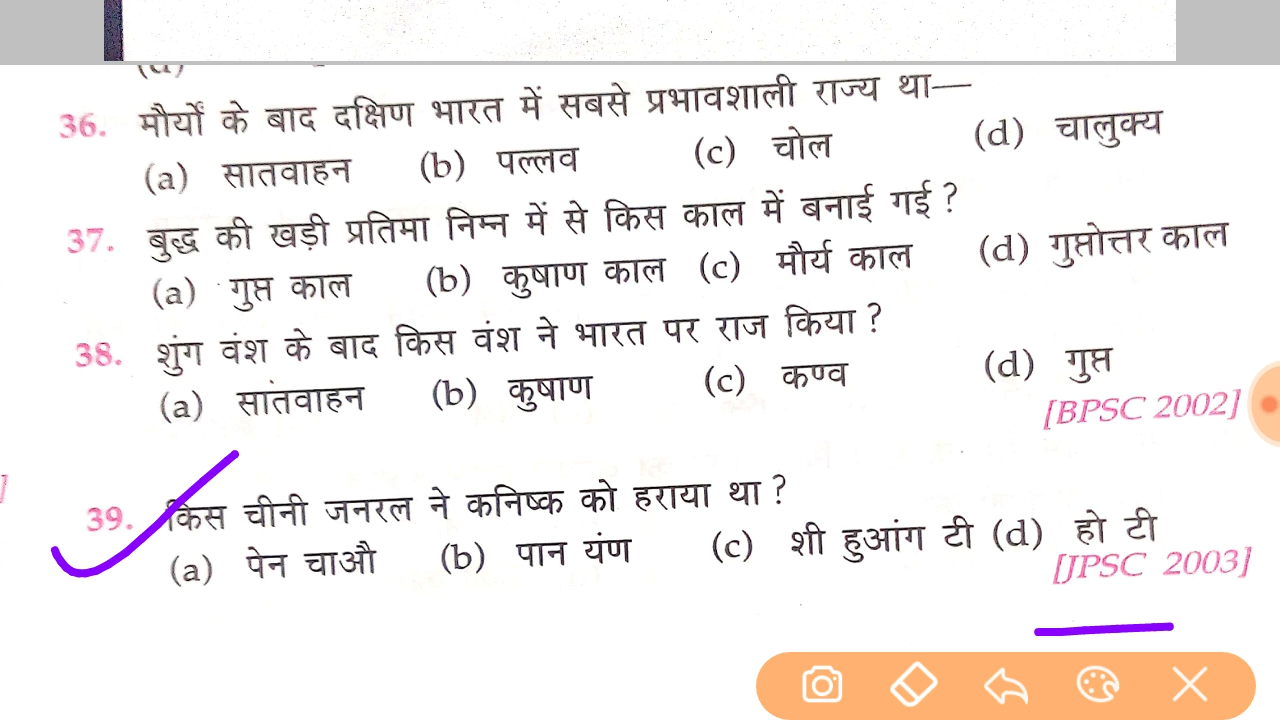 36. मौर्यों के बाद दक्षिण भारत में सबसे प्रभावशाली राज्य था—
(a) सातवाहन (b) पल्लव (c) चोल (d) चालुक्य
37. बुद्ध की खड़ी प्रतिमा निम्न में से किस काल में बनाई गई ?
(a) गुप्त काल (b) कुषाण काल (c) मौर्य काल (d) गुप्तोत्तर काल
38. शुंग वंश के बाद किस वंश ने भारत पर राज किया ?
(a) सांतवाहन (b) कुषाण (c) कण्व (d) गुप्त
[BPSC 2002]
39. किस चीनी जनरल ने कनिष्क को हराया था ?
(a) पेन चाऔ (b) पान यंण (c) शी हुआंग टी (d) हो टी
[JPSC 2003]